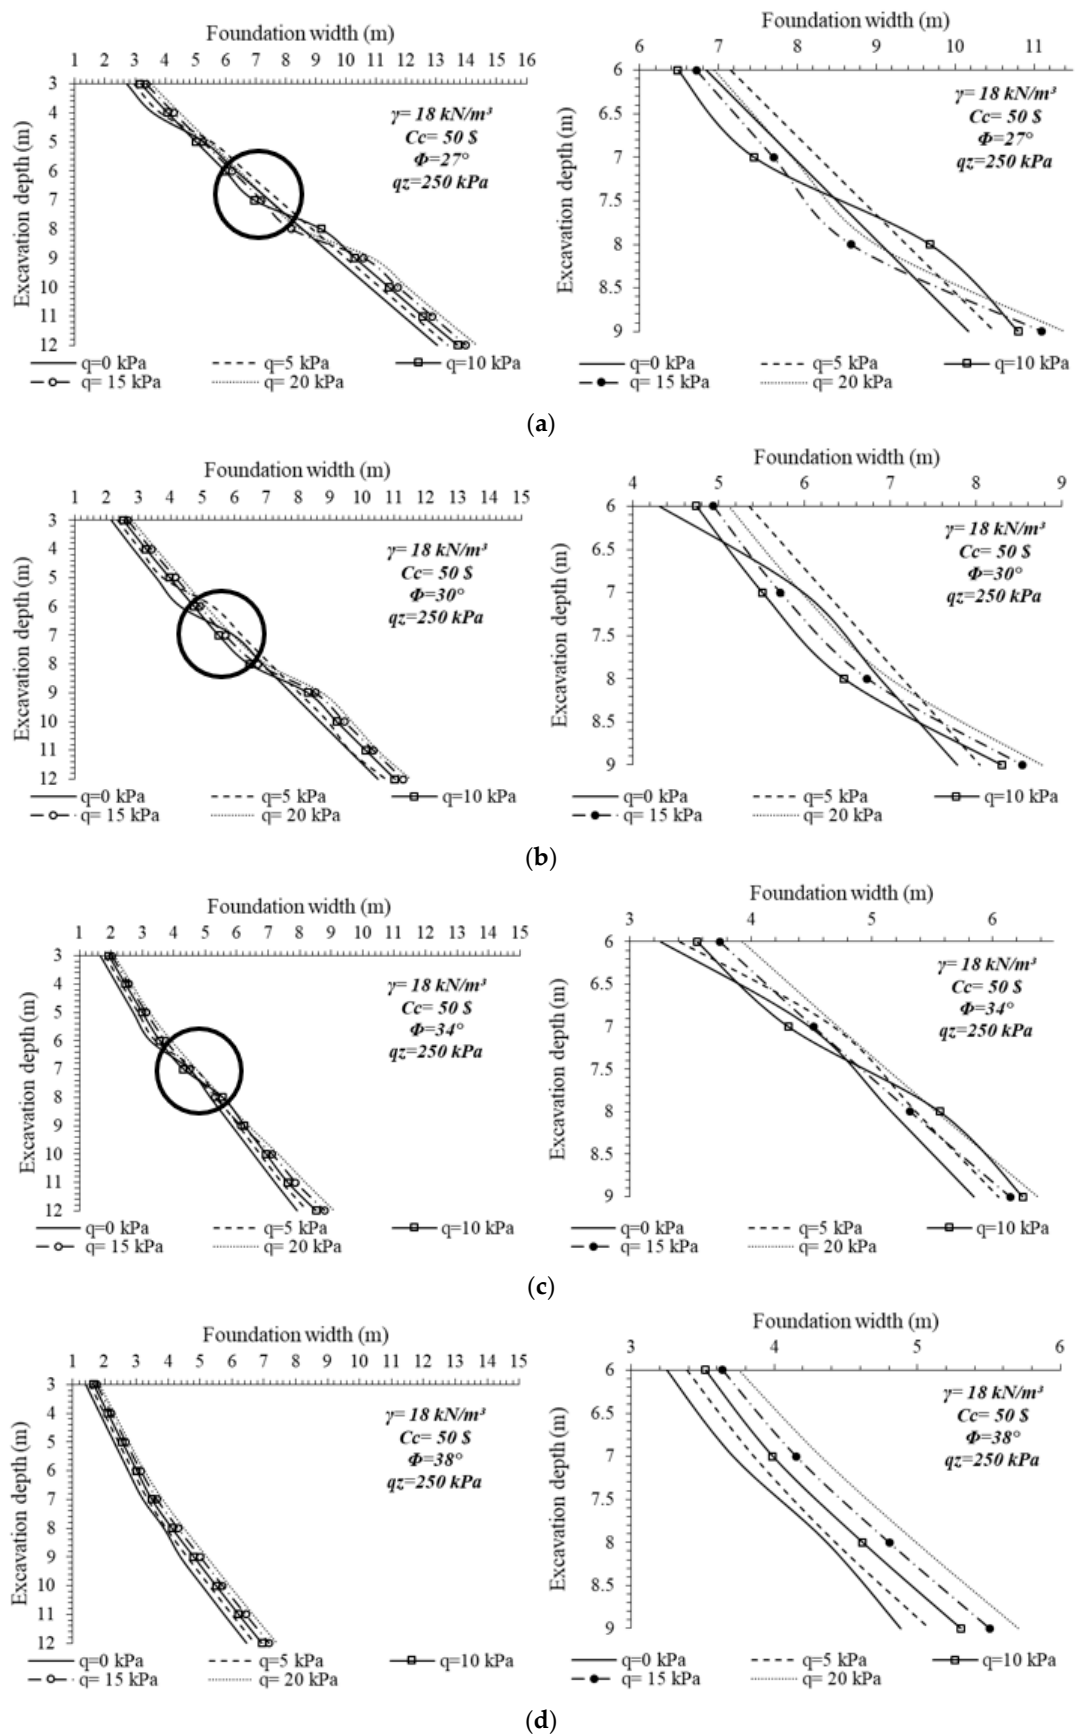 Foundation width (m)
1 2 3 4 5 6 7 8 9 10 11 12 13 14 15 16
Excavation depth (m)
3
4
5
6
7
8
9
10
11
12
γ= 18 kN/m³
Cc= 50 $
Φ=27°
qz=250 kPa
q=0 kPa q=5 kPa q=10 kPa
q= 15 kPa q= 20 kPa
Foundation width (m)
6 7 8 9 10 11
Excavation depth (m)
6
6.5
7
7.5
8
8.5
9
γ= 18 kN/m³
Cc= 50 $
Φ=27°
qz=250 kPa
q=0 kPa q=5 kPa q=10 kPa
q= 15 kPa q= 20 kPa
(a)
Foundation width (m)
1 2 3 4 5 6 7 8 9 10 11 12 13 14 15
Excavation depth (m)
3
4
5
6
7
8
9
10
11
12
γ= 18 kN/m³
Cc= 50 $
Φ=30°
qz=250 kPa
q=0 kPa q=5 kPa q=10 kPa
q= 15 kPa q= 20 kPa
Foundation width (m)
4 5 6 7 8 9
Excavation depth (m)
6
6.5
7
7.5
8
8.5
9
γ= 18 kN/m³
Cc= 50 $
Φ=30°
qz=250 kPa
q=0 kPa q=5 kPa q=10 kPa
q= 15 kPa q= 20 kPa
(b)
Foundation width (m)
1 2 3 4 5 6 7 8 9 10 11 12 13 14 15
Excavation depth (m)
3
4
5
6
7
8
9
10
11
12
γ= 18 kN/m³
Cc= 50 $
Φ=34°
qz=250 kPa
q=0 kPa q=5 kPa q=10 kPa
q= 15 kPa q= 20 kPa
Foundation width (m)
3 4 5 6
Excavation depth (m)
6
6.5
7
7.5
8
8.5
9
γ= 18 kN/m³
Cc= 50 $
Φ=34°
qz=250 kPa
q=0 kPa q=5 kPa q=10 kPa
q= 15 kPa q= 20 kPa
(c)
Foundation width (m)
1 2 3 4 5 6 7 8 9 10 11 12 13 14 15
Excavation depth (m)
3
4
5
6
7
8
9
10
11
12
γ= 18 kN/m³
Cc= 50 $
Φ=38°
qz=250 kPa
q=0 kPa q=5 kPa q=10 kPa
q= 15 kPa q= 20 kPa
Foundation width (m)
3 4 5 6
Excavation depth (m)
6
6.5
7
7.5
8
8.5
9
γ= 18 kN/m³
Cc= 50 $
Φ=38°
qz=250 kPa
q=0 kPa q=5 kPa q=10 kPa
q= 15 kPa q= 20 kPa
(d)